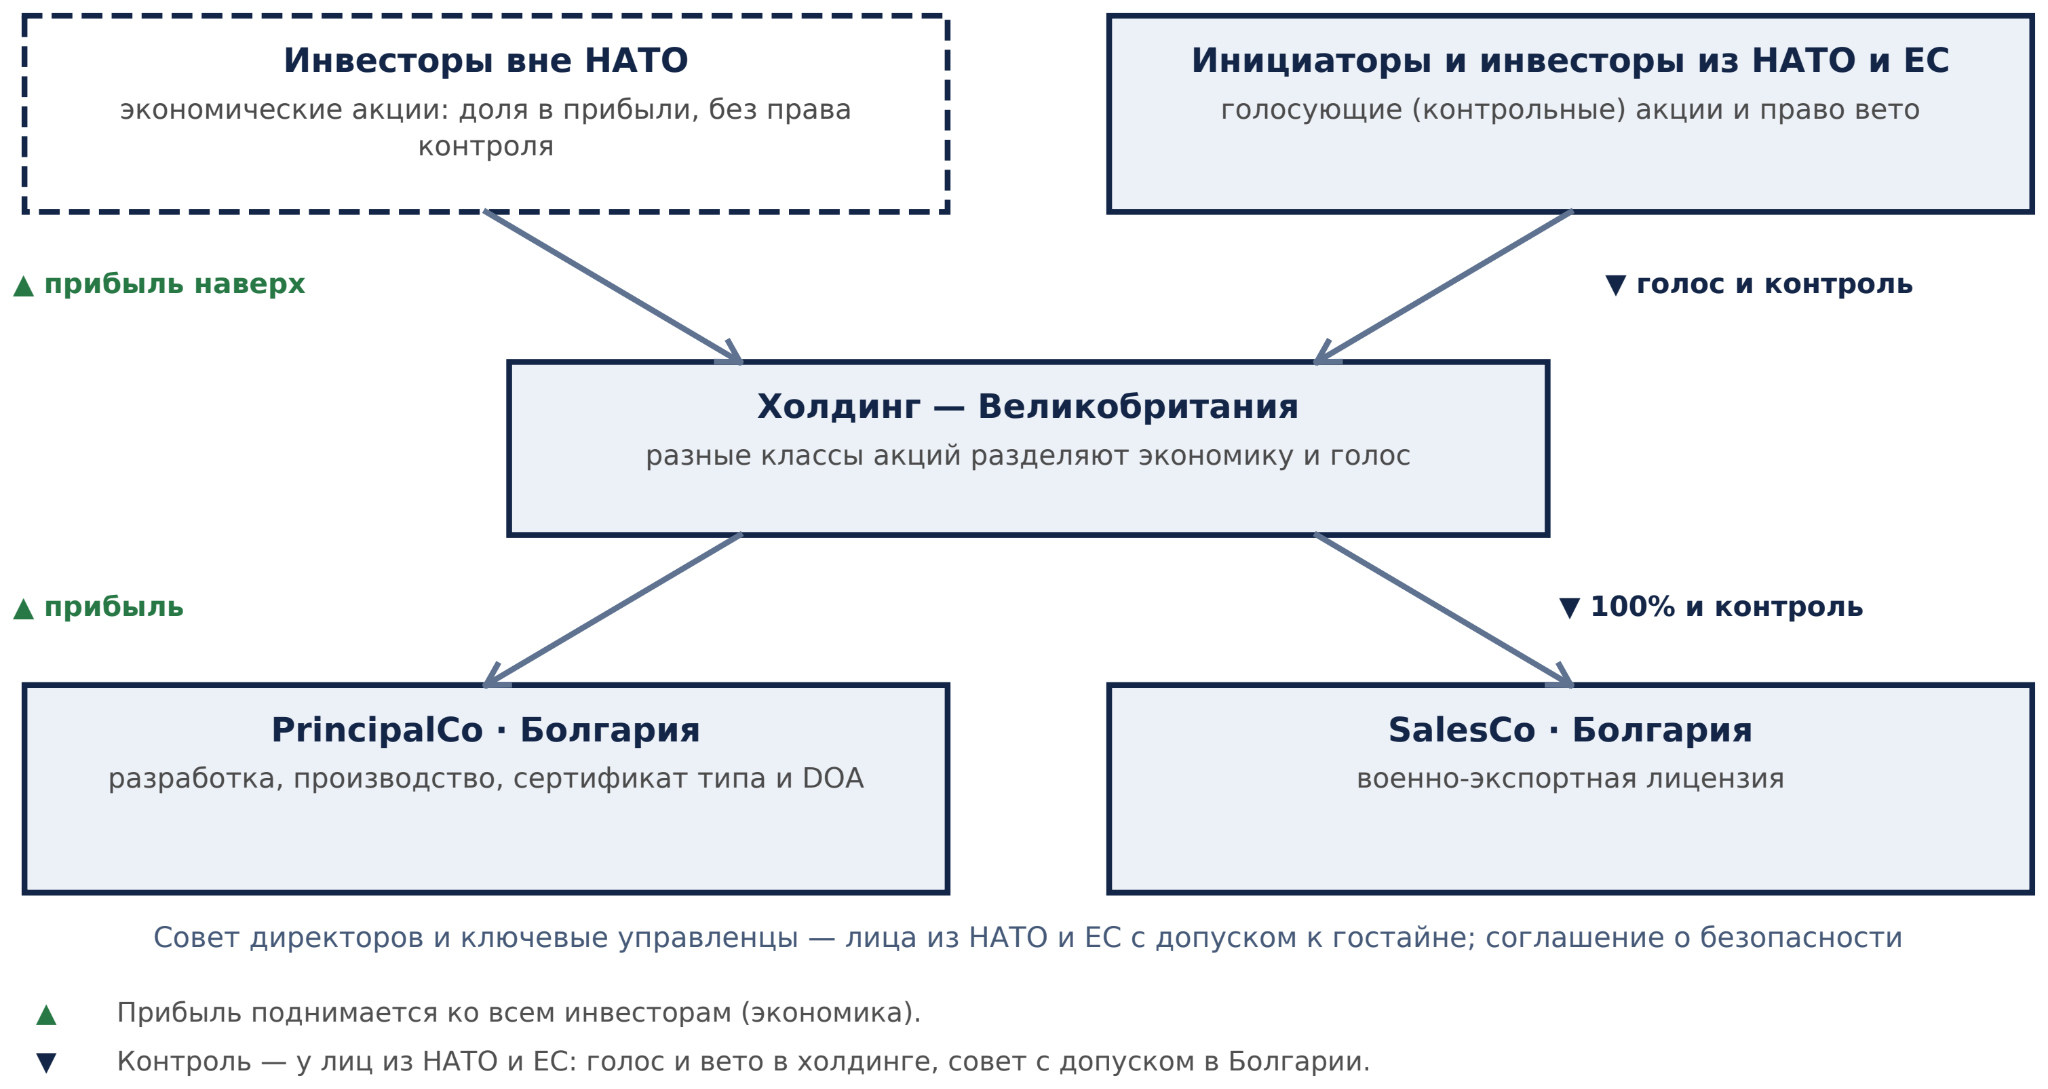 Инвесторы вне НАТО
экономические акции: доля в прибыли, без права
контроля
Инициаторы и инвесторы из НАТО и ЕС
голосующие (контрольные) акции и право вето
▲ прибыль наверх
▼ голос и контроль
Холдинг — Великобритания
разные классы акций разделяют экономику и голос
▲ прибыль
▼ 100% и контроль
PrincipalCo · Болгария
разработка, производство, сертификат типа и DOA
SalesCo · Болгария
военно-экспортная лицензия
Совет директоров и ключевые управленцы — лица из НАТО и ЕС с допуском к гостайне; соглашение о безопасности
▲ Прибыль поднимается ко всем инвесторам (экономика).
▼ Контроль — у лиц из НАТО и ЕС: голос и вето в холдинге, совет с допуском в Болгарии.